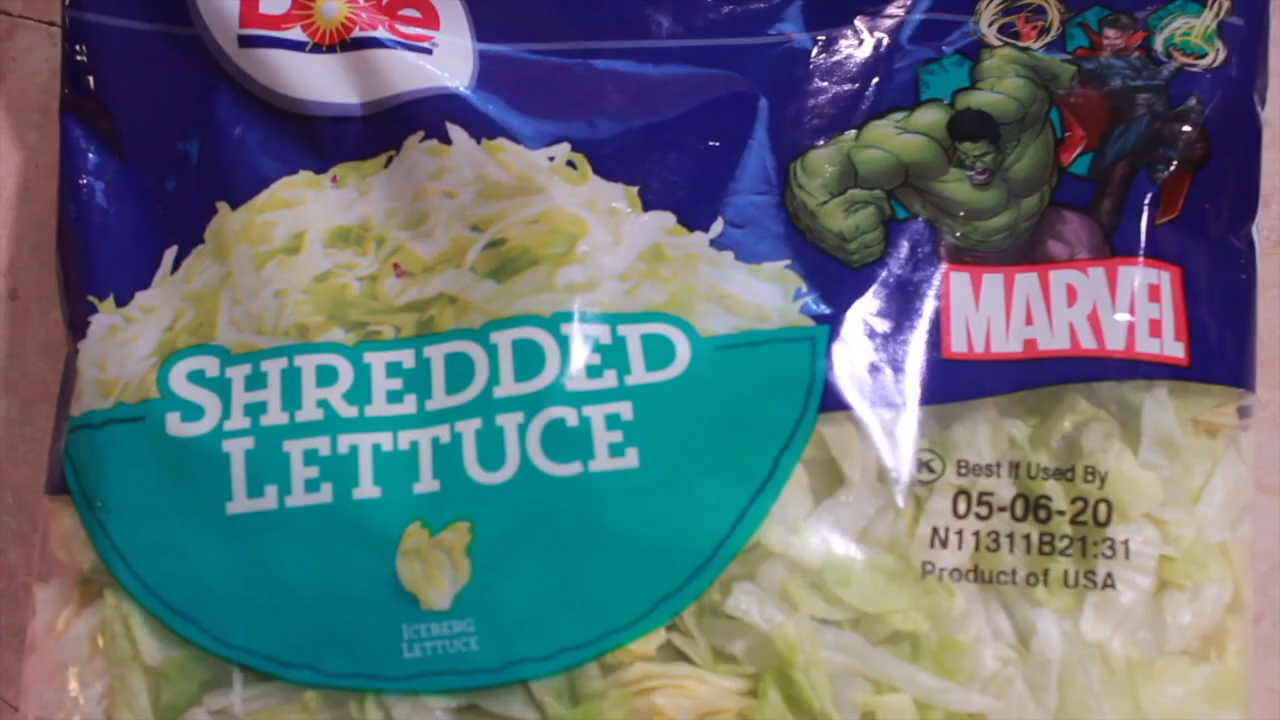 Dole
SHREDDED
LETTUCE
ICEBERG
LETTUCE
MARVEL
K Best If Used By
05-06-20
N11311B21:31
Product of USA